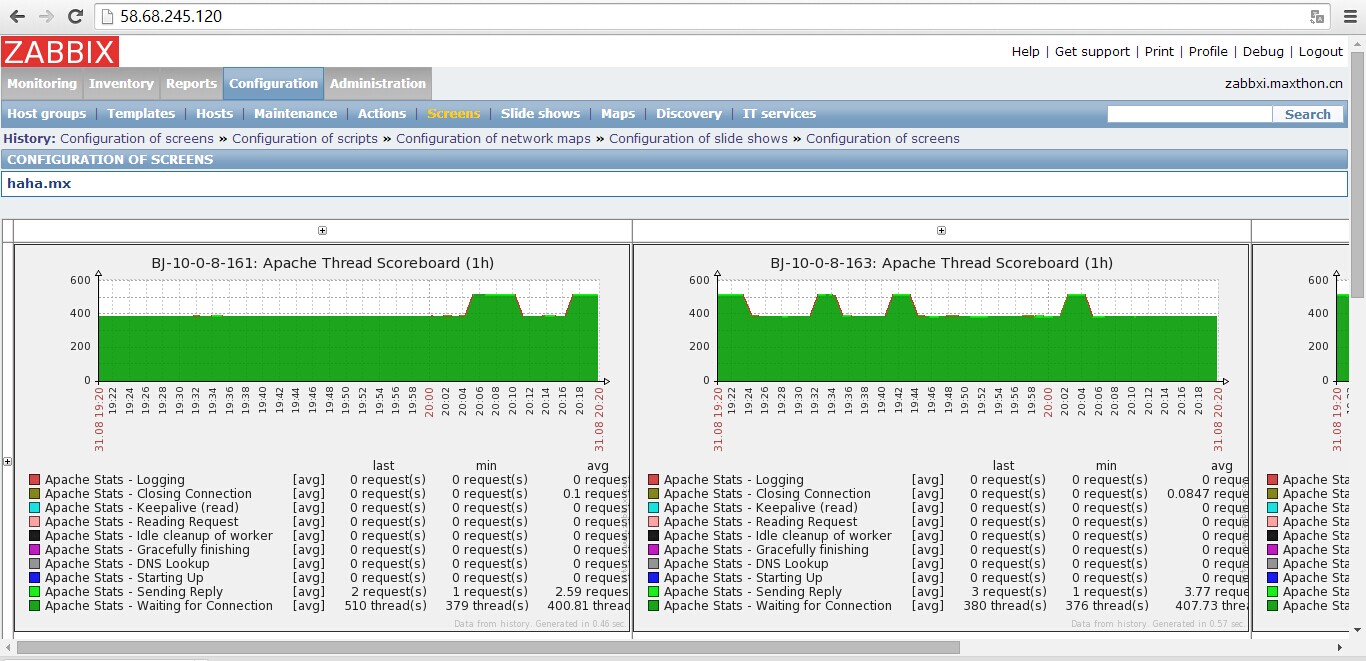 58.68.245.120
ZABBIX
Help | Get support | Print | Profile | Debug | Logout
Monitoring Inventory Reports Configuration Administration
zabbxi.maxthon.cn
Host groups | Templates | Hosts | Maintenance | Actions | Screens | Slide shows | Maps | Discovery | IT services
Search
History: Configuration of screens » Configuration of scripts » Configuration of network maps » Configuration of slide shows » Configuration of screens
CONFIGURATION OF SCREENS
haha.mx
BJ-10-0-8-161: Apache Thread Scoreboard (1h)
600
400
200
0
31.08 19:20 19:22 19:24 19:26 19:28 19:30 19:32 19:34 19:36 19:38 19:40 19:42 19:44 19:46 19:48 19:50 19:52 19:54 19:56 19:58 20:00 20:02 20:04 20:06 20:08 20:10 20:12 20:14 20:16 20:18 31.08 20:20
last min avg
Apache Stats - Logging [avg] 0 request(s) 0 request(s) 0 reques
Apache Stats - Closing Connection [avg] 0 request(s) 0 request(s) 0.1 reques
Apache Stats - Keepalive (read) [avg] 0 request(s) 0 request(s) 0 reques
Apache Stats - Reading Request [avg] 0 request(s) 0 request(s) 0 reques
Apache Stats - Idle cleanup of worker [avg] 0 request(s) 0 request(s) 0 reques
Apache Stats - Gracefully finishing [avg] 0 request(s) 0 request(s) 0 reques
Apache Stats - DNS Lookup [avg] 0 request(s) 0 request(s) 0 reques
Apache Stats - Starting Up [avg] 0 request(s) 0 request(s) 0 reques
Apache Stats - Sending Reply [avg] 2 request(s) 1 request(s) 2.59 reques
Apache Stats - Waiting for Connection [avg] 510 thread(s) 379 thread(s) 400.81 threac
Data from history. Generated in 0.46 sec.
BJ-10-0-8-163: Apache Thread Scoreboard (1h)
600
400
200
0
31.08 19:20 19:22 19:24 19:26 19:28 19:30 19:32 19:34 19:36 19:38 19:40 19:42 19:44 19:46 19:48 19:50 19:52 19:54 19:56 19:58 20:00 20:02 20:04 20:06 20:08 20:10 20:12 20:14 20:16 20:18 31.08 20:20
last min avg
Apache Stats - Logging [avg] 0 request(s) 0 request(s) 0 reque
Apache Stats - Closing Connection [avg] 0 request(s) 0 request(s) 0.0847 reque
Apache Stats - Keepalive (read) [avg] 0 request(s) 0 request(s) 0 reque
Apache Stats - Reading Request [avg] 0 request(s) 0 request(s) 0 reque
Apache Stats - Idle cleanup of worker [avg] 0 request(s) 0 request(s) 0 reque
Apache Stats - Gracefully finishing [avg] 0 request(s) 0 request(s) 0 reque
Apache Stats - DNS Lookup [avg] 0 request(s) 0 request(s) 0 reque
Apache Stats - Starting Up [avg] 0 request(s) 0 request(s) 0 reque
Apache Stats - Sending Reply [avg] 3 request(s) 1 request(s) 3.77 reque
Apache Stats - Waiting for Connection [avg] 380 thread(s) 376 thread(s) 407.73 threa
Data from history. Generated in 0.57 sec.
600
400
200
0
31.08 19:20
Apache Sta
Apache Sta
Apache Sta
Apache Sta
Apache Sta
Apache Sta
Apache Sta
Apache Sta
Apache Sta
Apache Sta